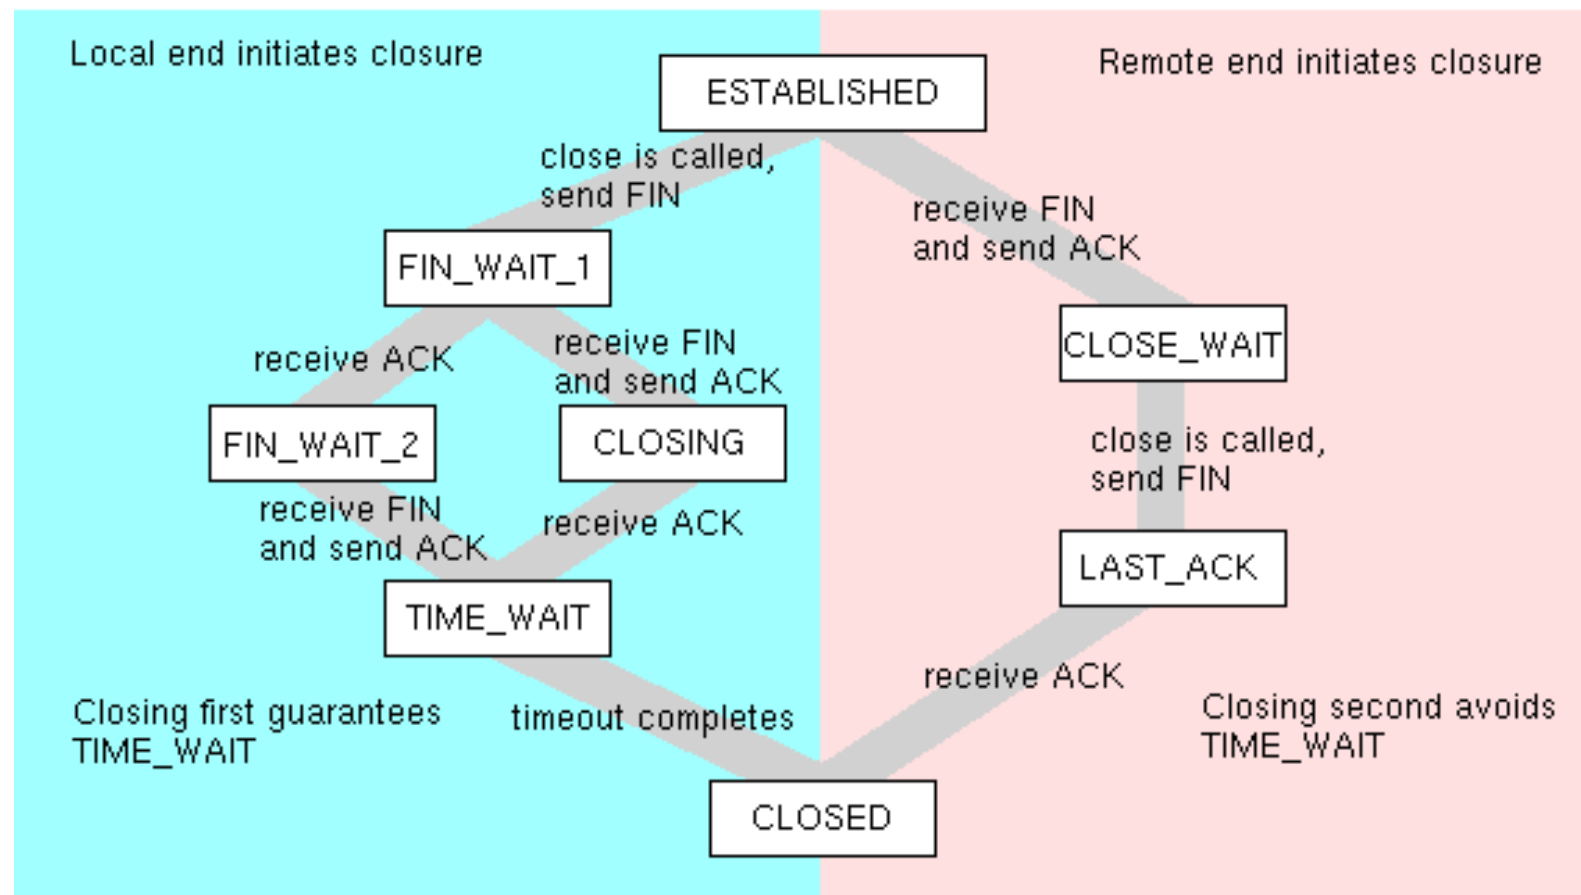 Local end initiates closure
Remote end initiates closure
ESTABLISHED
close is called,
send FIN
receive FIN
and send ACK
FIN_WAIT_1
CLOSE_WAIT
receive ACK
receive FIN
and send ACK
FIN_WAIT_2
CLOSING
close is called,
send FIN
receive FIN
and send ACK
receive ACK
LAST_ACK
TIME_WAIT
receive ACK
Closing first guarantees
TIME_WAIT
timeout completes
Closing second avoids
TIME_WAIT
CLOSED